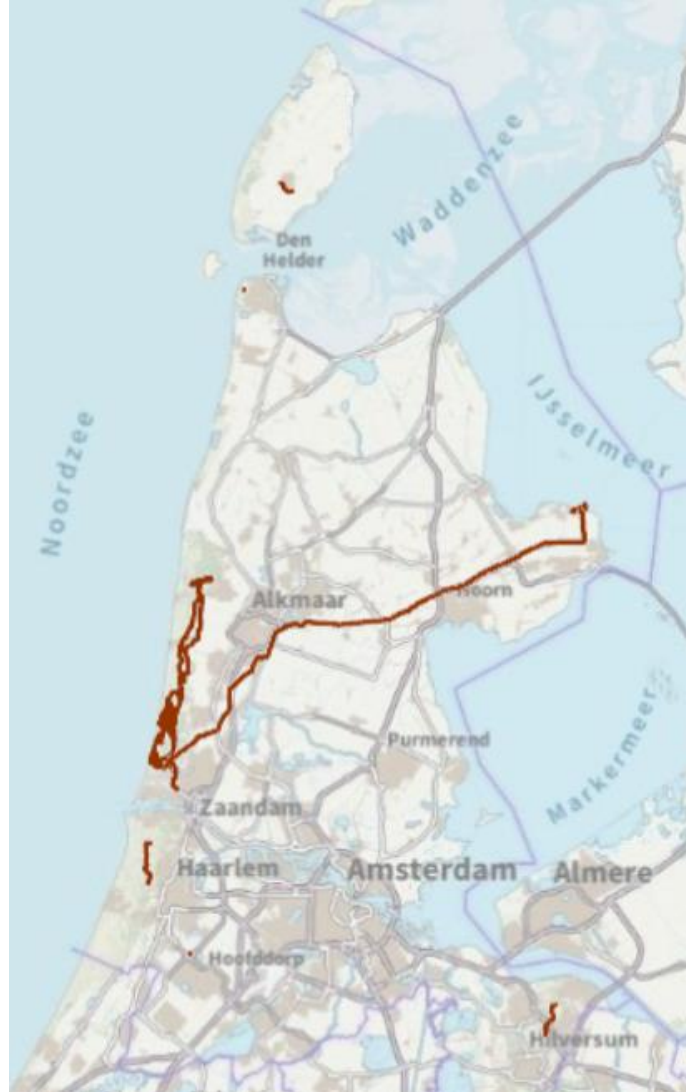 Waddenzee
Den
Helder
IJsselmeer
Noordzee
Alkmaar
Hoorn
Purmerend
Markermeer
Zaandam
Haarlem
Amsterdam
Almere
Hoofddorp
Hilversum